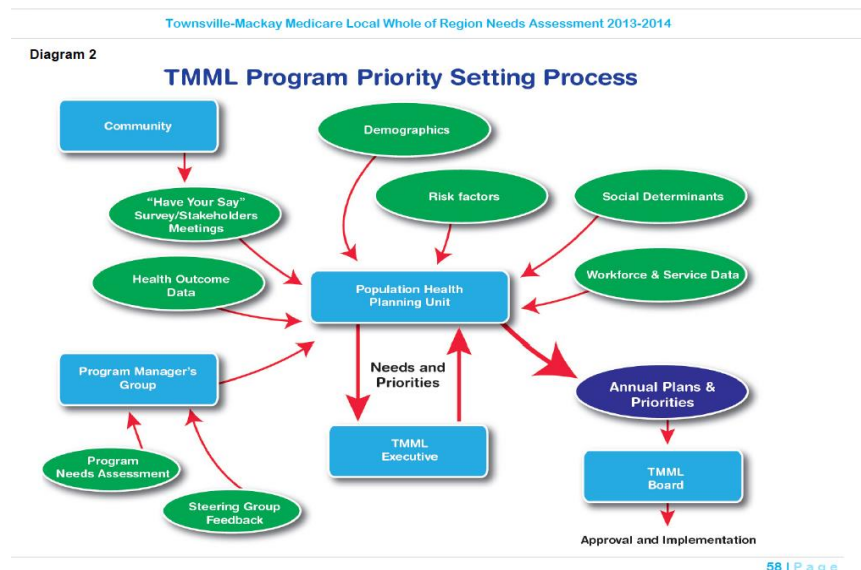 Townsville-Mackay Medicare Local Whole of Region Needs Assessment 2013-2014
Diagram 2
TMML Program Priority Setting Process
Community
Demographics
“Have Your Say”
Survey/Stakeholders
Meetings
Risk factors
Social Determinants
Health Outcome
Data
Population Health
Planning Unit
Workforce & Service Data
Program Manager's
Group
Needs and
Priorities
Annual Plans &
Priorities
TMML
Executive
Program
Needs Assessment
Steering Group
Feedback
TMML
Board
Approval and Implementation
58 | P a g e